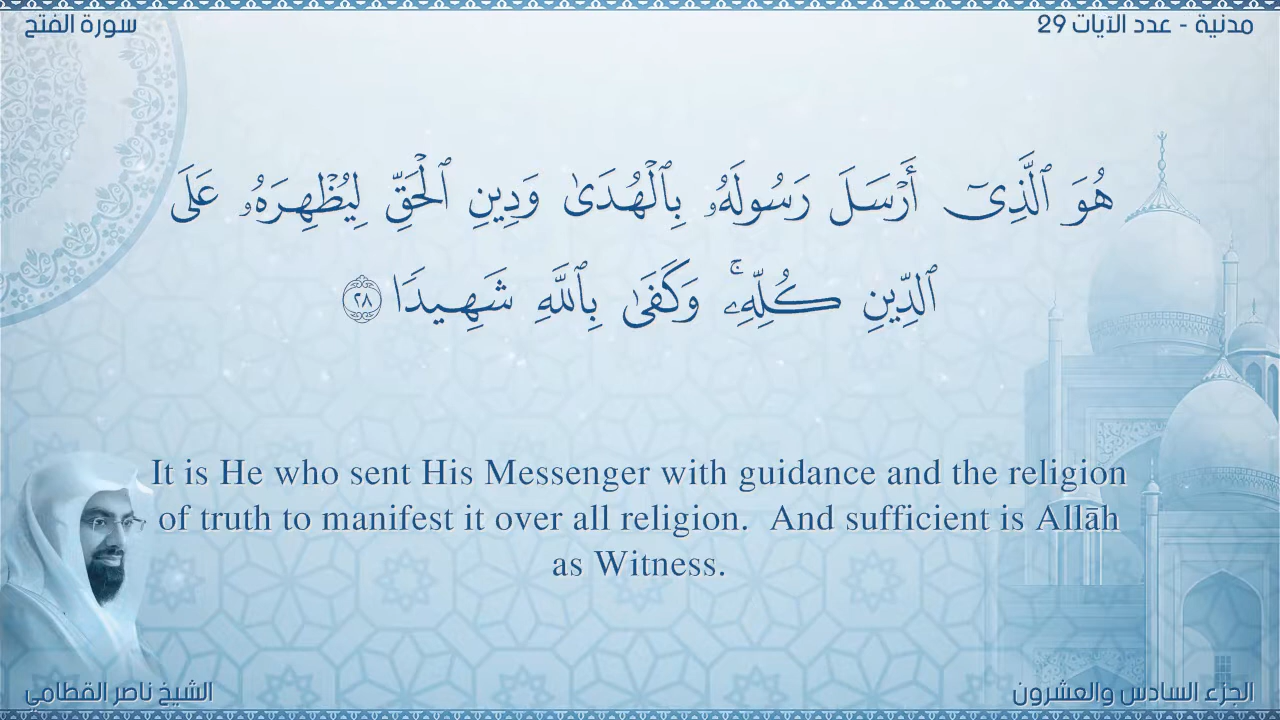 سورة الفتح
مدنية - عدد الآيات 29
هُوَ ٱلَّذِىٓ أَرْسَلَ رَسُولَهُۥ بِٱلْهُدَىٰ وَدِينِ ٱلْحَقِّ لِيُظْهِرَهُۥ عَلَى
ٱلدِّينِ كُلِّهِۦ ۚ وَكَفَىٰ بِٱللَّهِ شَهِيدًا ٢٨
It is He who sent His Messenger with guidance and the religion
of truth to manifest it over all religion. And sufficient is Allāh
as Witness.
الشيخ ناصر القطامي
الجزء السادس والعشرون